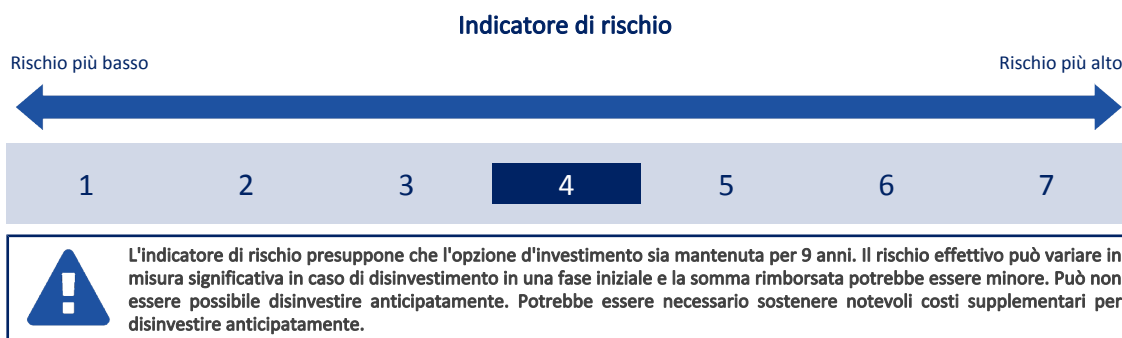 Indicatore di rischio
Rischio più basso
Rischio più alto
1 2 3 4 5 6 7
L'indicatore di rischio presuppone che l'opzione d'investimento sia mantenuta per 9 anni. Il rischio effettivo può variare in
misura significativa in caso di disinvestimento in una fase iniziale e la somma rimborsata potrebbe essere minore. Può non
essere possibile disinvestire anticipatamente. Potrebbe essere necessario sostenere notevoli costi supplementari per
disinvestire anticipatamente.